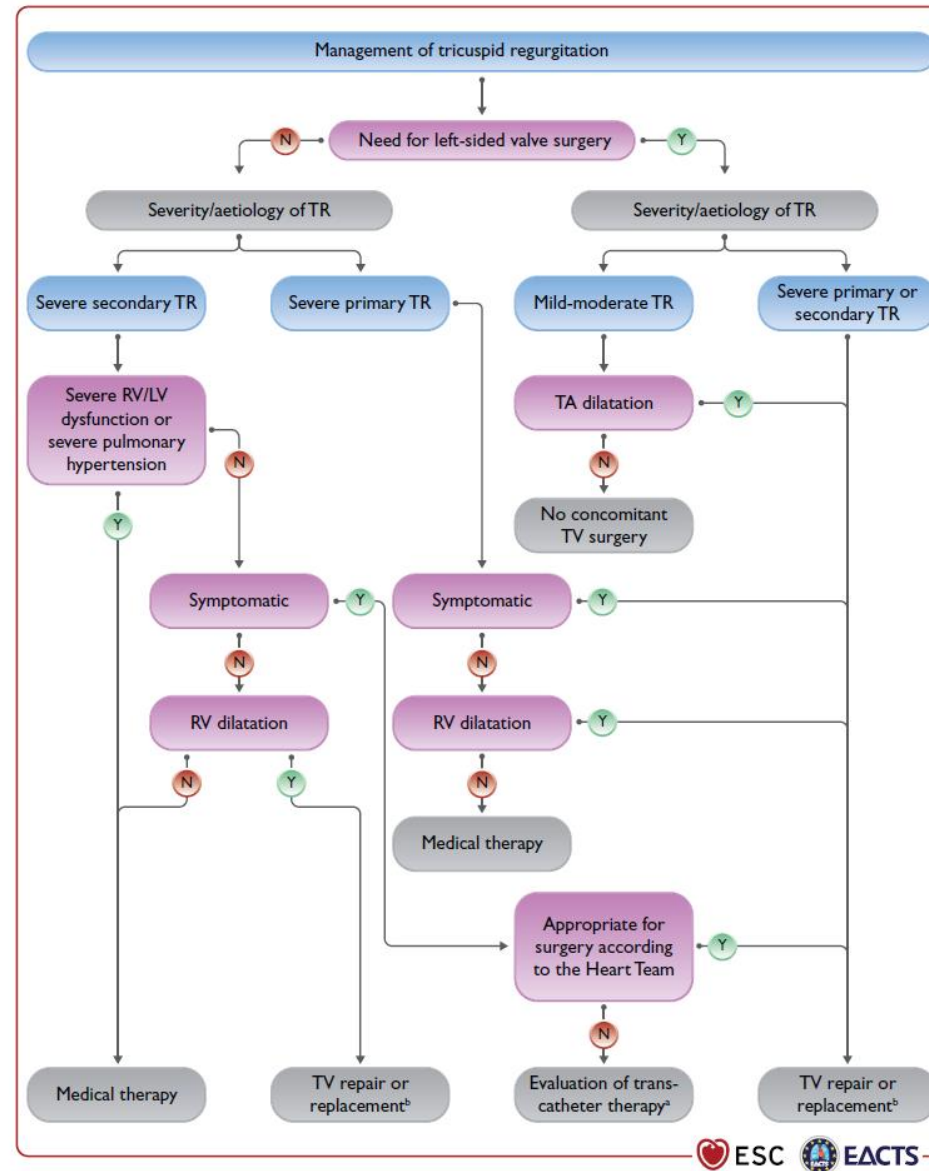 Management of tricuspid regurgitation
Need for left-sided valve surgery
N
Y
Severity/aetiology of TR
Severity/aetiology of TR
Severe secondary TR
Severe primary TR
Mild-moderate TR
Severe primary or
secondary TR
Severe RV/LV
dysfunction or
severe pulmonary
hypertension
TA dilatation
Y
N
N
Y
No concomitant
TV surgery
Symptomatic
Y
Symptomatic
Y
N
N
RV dilatation
RV dilatation
Y
N
Y
N
Medical therapy
Appropriate for
surgery according
to the Heart Team
Y
N
Medical therapy
TV repair or
replacementᵇ
Evaluation of trans-
catheter therapyᵃ
TV repair or
replacementᵇ
ESC
EACTS
EΔCTS